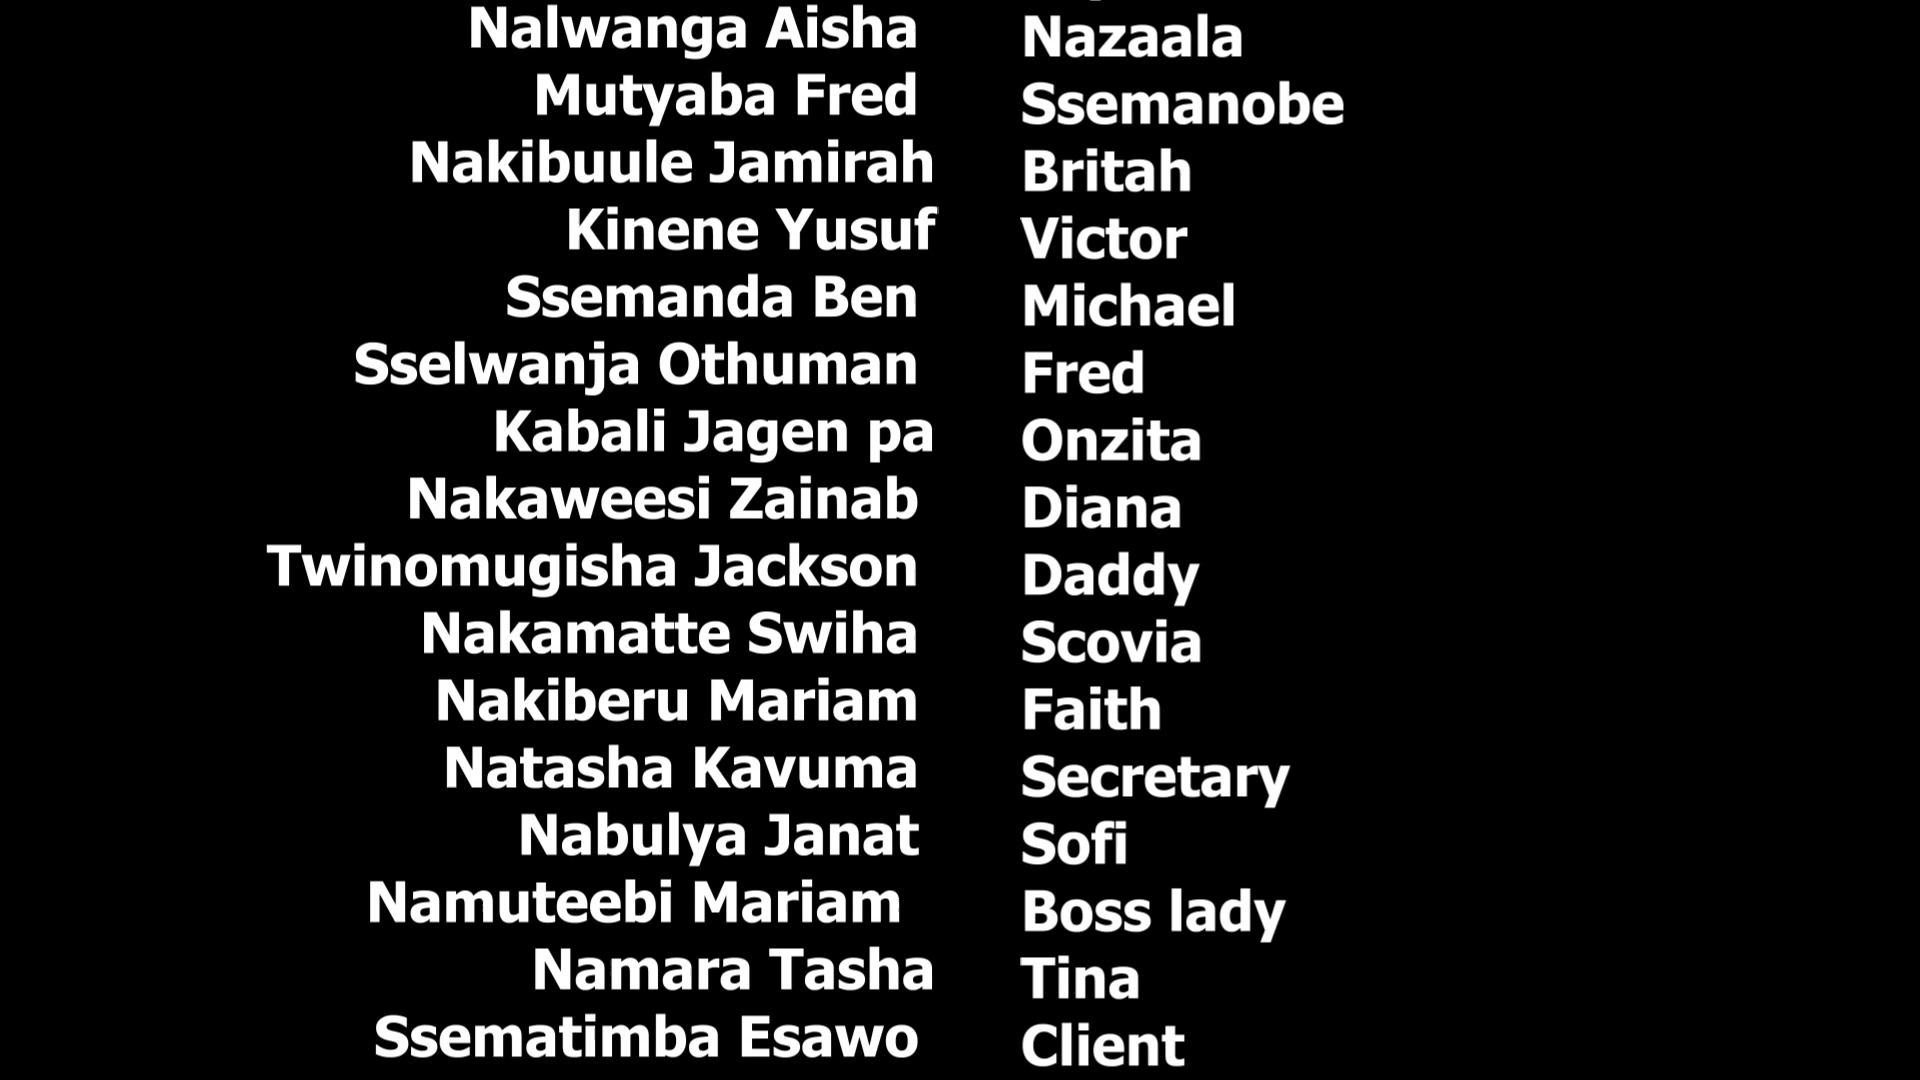 Nalwanga Aisha Nazaala
Mutyaba Fred Ssemanobe
Nakibuule Jamirah Britah
Kinene Yusuf Victor
Ssemanda Ben Michael
Sselwanja Othuman Fred
Kabali Jagen pa Onzita
Nakaweesi Zainab Diana
Twinomugisha Jackson Daddy
Nakamatte Swiha Scovia
Nakiberu Mariam Faith
Natasha Kavuma Secretary
Nabulya Janat Sofi
Namuteebi Mariam Boss lady
Namara Tasha Tina
Ssematimba Esawo Client